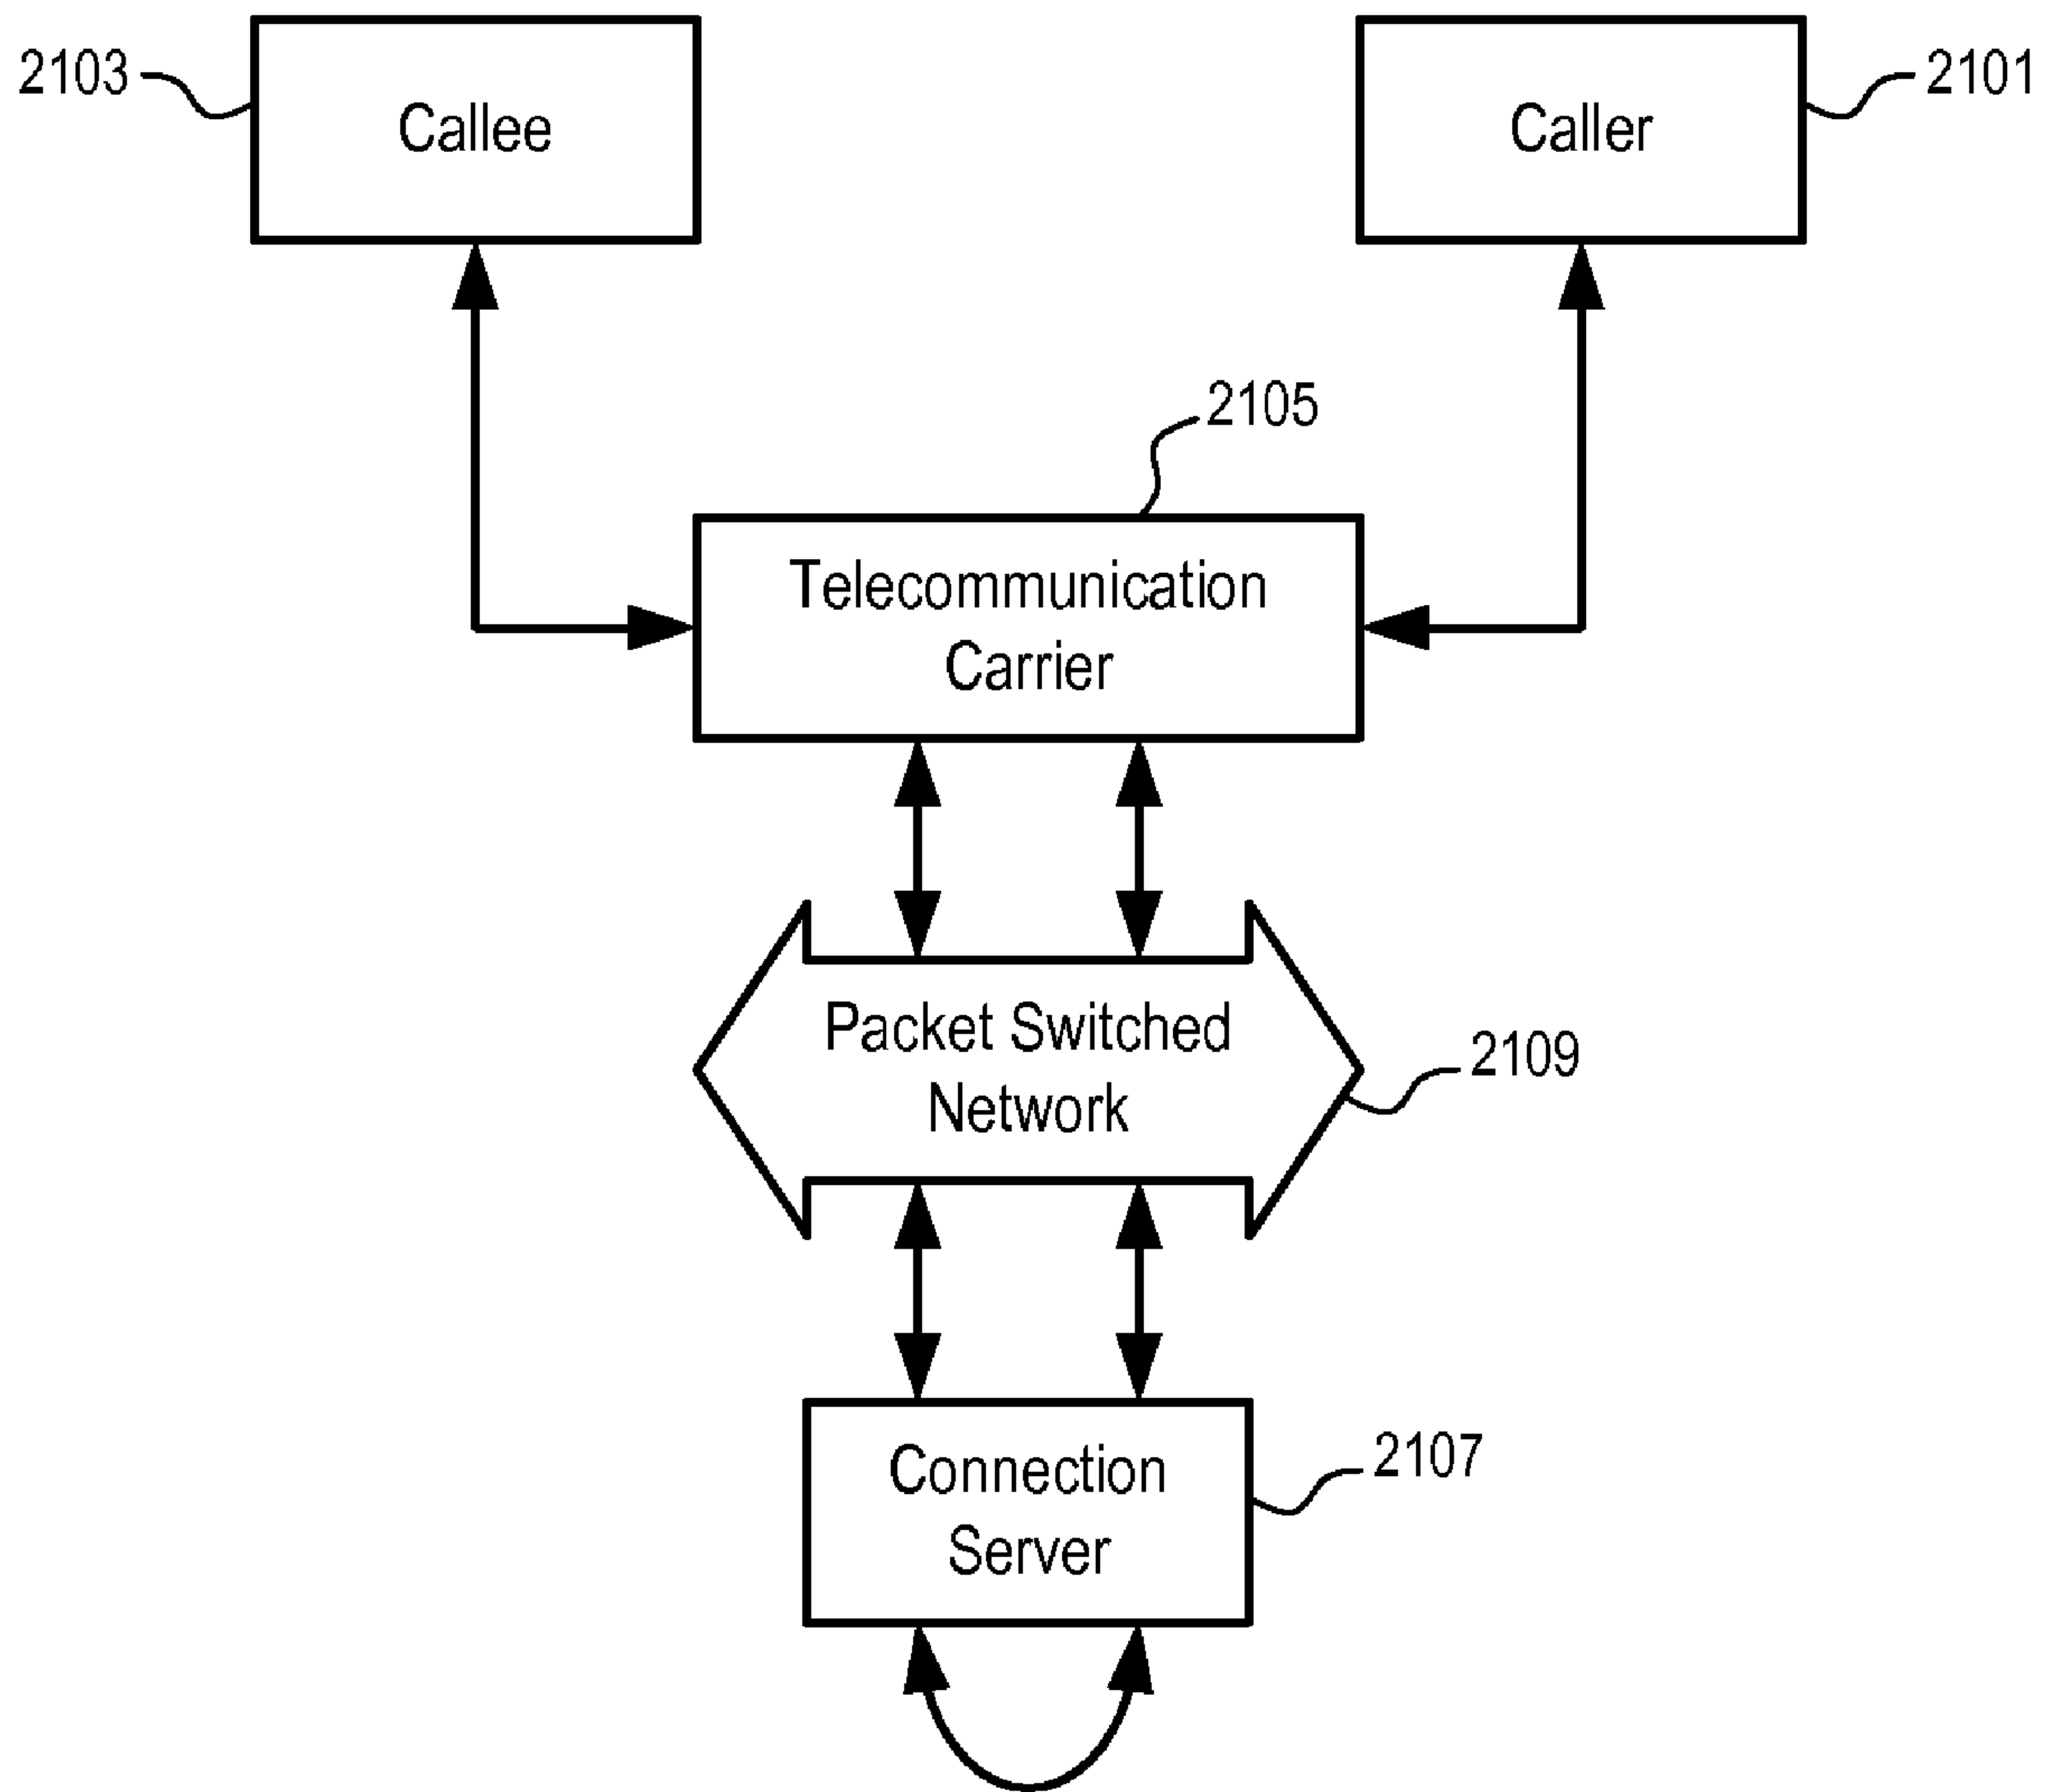 2103
Callee
Caller
2101
2105
Telecommunication
Carrier
Packet Switched
Network
2109
Connection
Server
2107